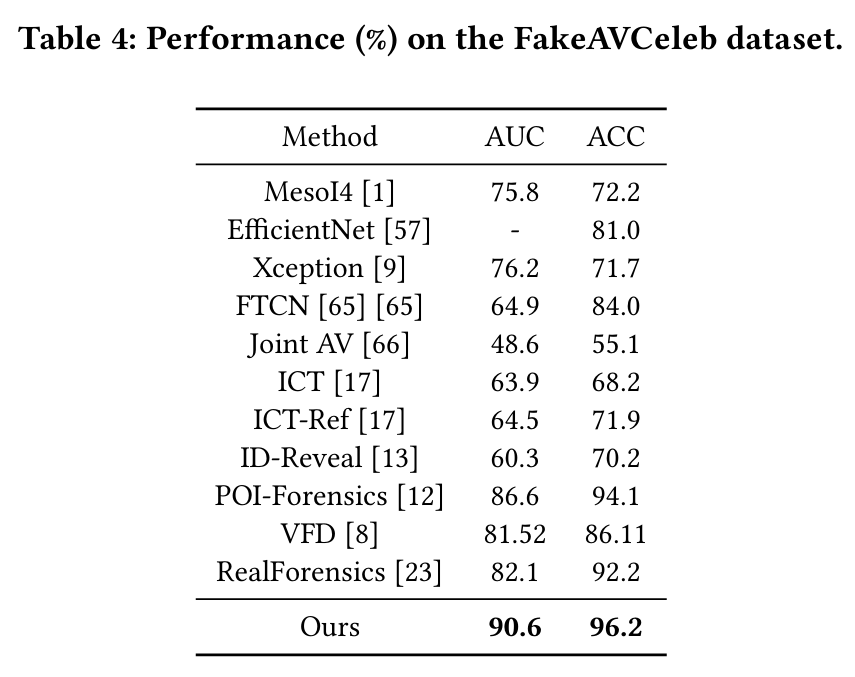 Table 4: Performance (%) on the FakeAVCeleb dataset.
Method AUC ACC
MesoI4 [1] 75.8 72.2
EfficientNet [57] - 81.0
Xception [9] 76.2 71.7
FTCN [65] [65] 64.9 84.0
Joint AV [66] 48.6 55.1
ICT [17] 63.9 68.2
ICT-Ref [17] 64.5 71.9
ID-Reveal [13] 60.3 70.2
POI-Forensics [12] 86.6 94.1
VFD [8] 81.52 86.11
RealForensics [23] 82.1 92.2
Ours 90.6 96.2